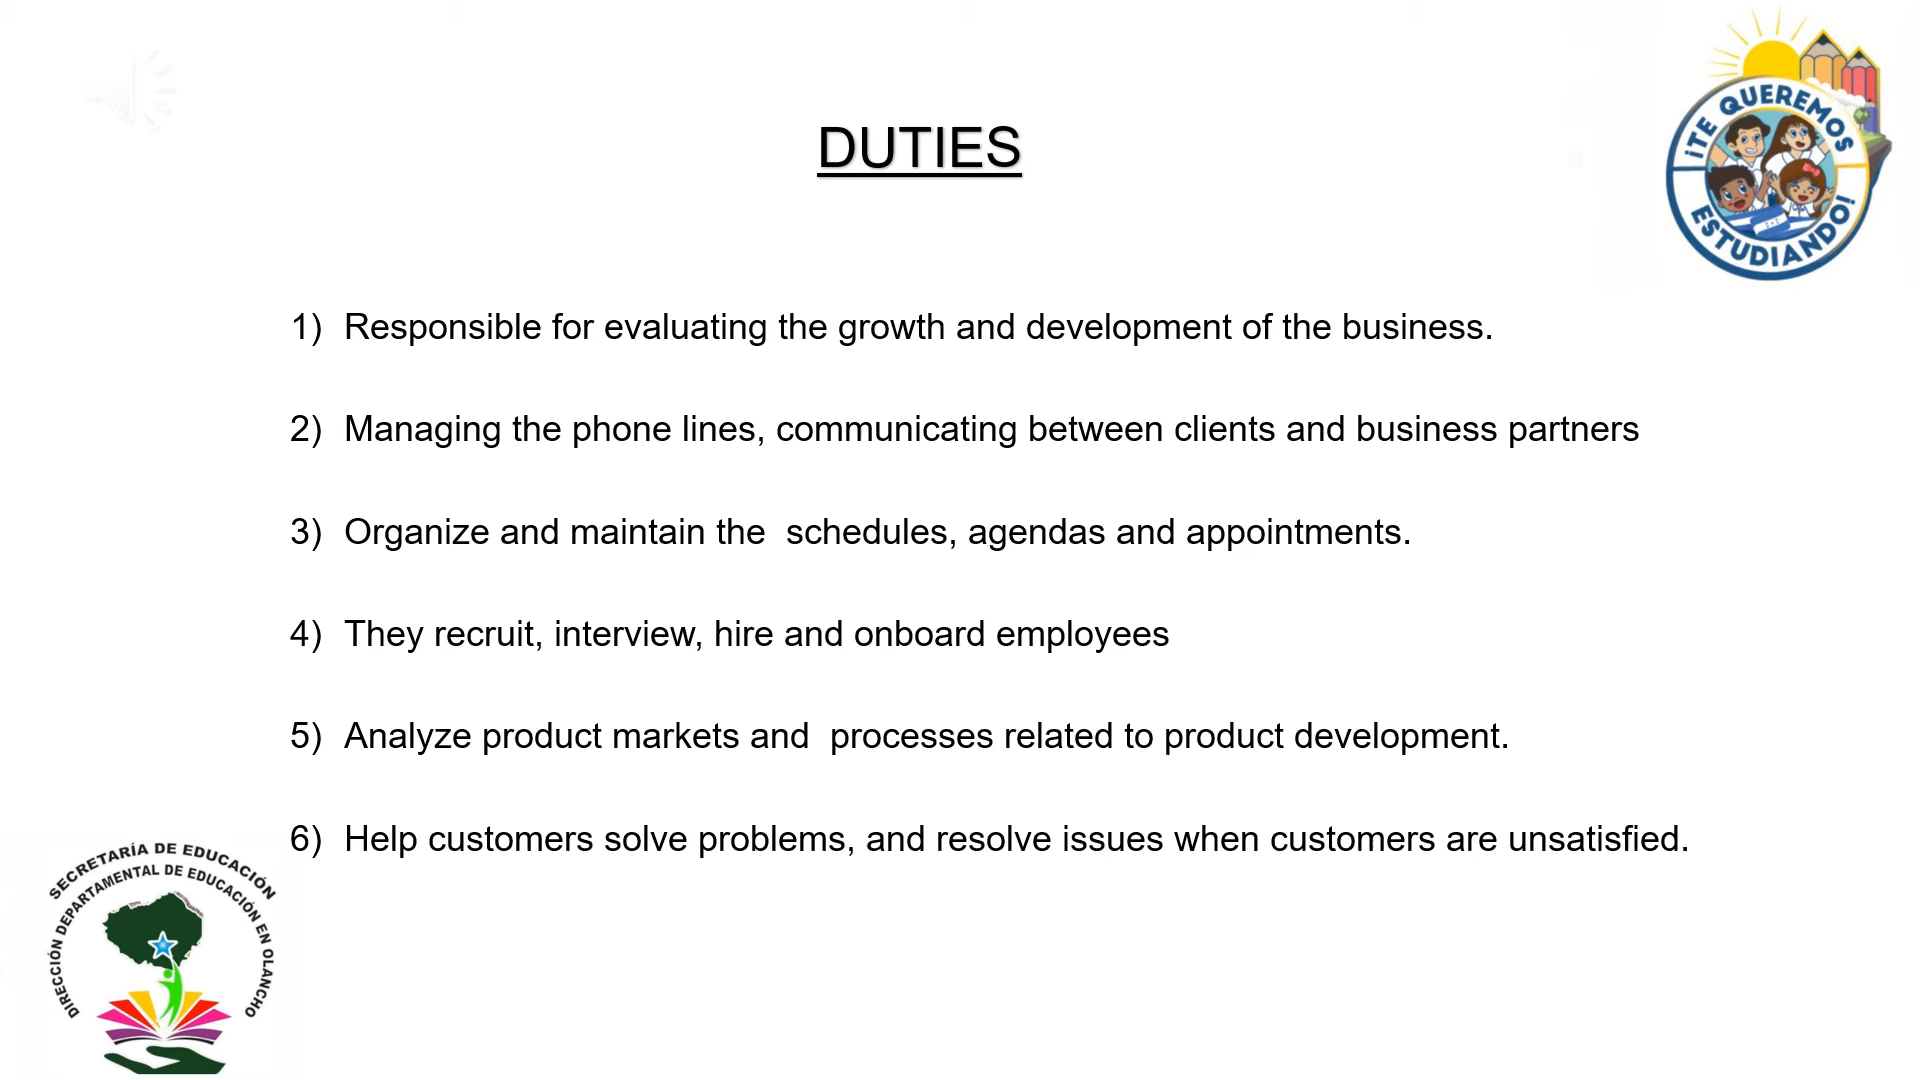 ¡TE QUEREMOS
ESTUDIANDO!
DUTIES
1) Responsible for evaluating the growth and development of the business.
2) Managing the phone lines, communicating between clients and business partners
3) Organize and maintain the  schedules, agendas and appointments.
4) They recruit, interview, hire and onboard employees
5) Analyze product markets and  processes related to product development.
6) Help customers solve problems, and resolve issues when customers are unsatisfied.
SECRETARÍA DE EDUCACIÓN
DIRECCIÓN DEPARTAMENTAL DE EDUCACIÓN EN OLANCHO